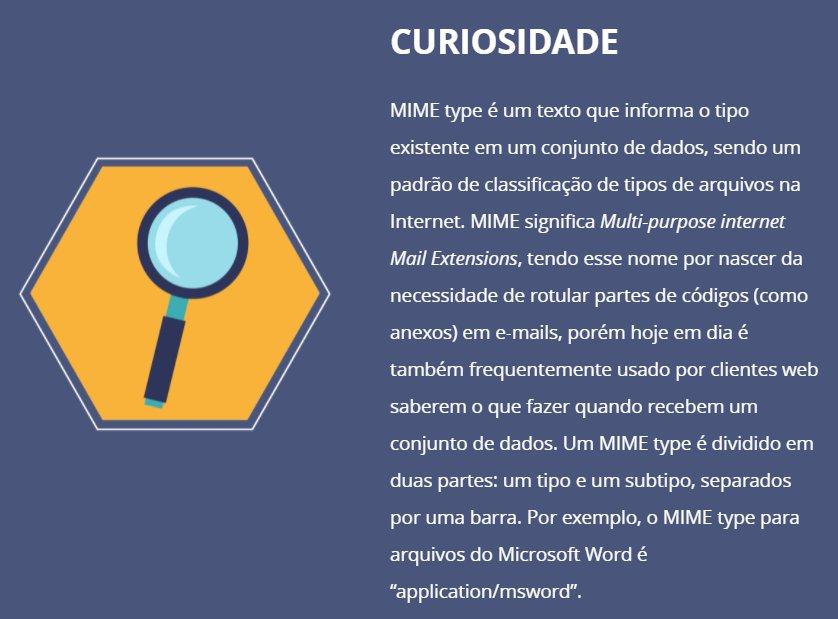 CURIOSIDADE
MIME type é um texto que informa o tipo
existente em um conjunto de dados, sendo um
padrão de classificação de tipos de arquivos na
Internet. MIME significa Multi-purpose internet
Mail Extensions, tendo esse nome por nascer da
necessidade de rotular partes de códigos (como
anexos) em e-mails, porém hoje em dia é
também frequentemente usado por clientes web
saberem o que fazer quando recebem um
conjunto de dados. Um MIME type é dividido em
duas partes: um tipo e um subtipo, separados
por uma barra. Por exemplo, o MIME type para
arquivos do Microsoft Word é
“application/msword”.